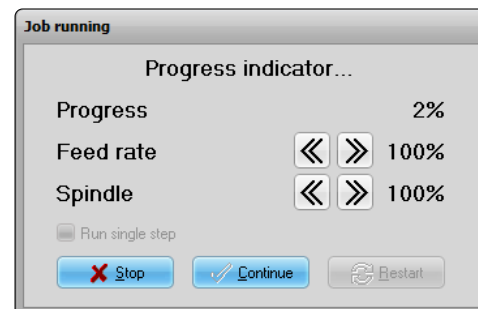 Job running
Progress indicator...
Progress 2%
Feed rate 100%
Spindle 100%
Run single step
Stop Continue Restart